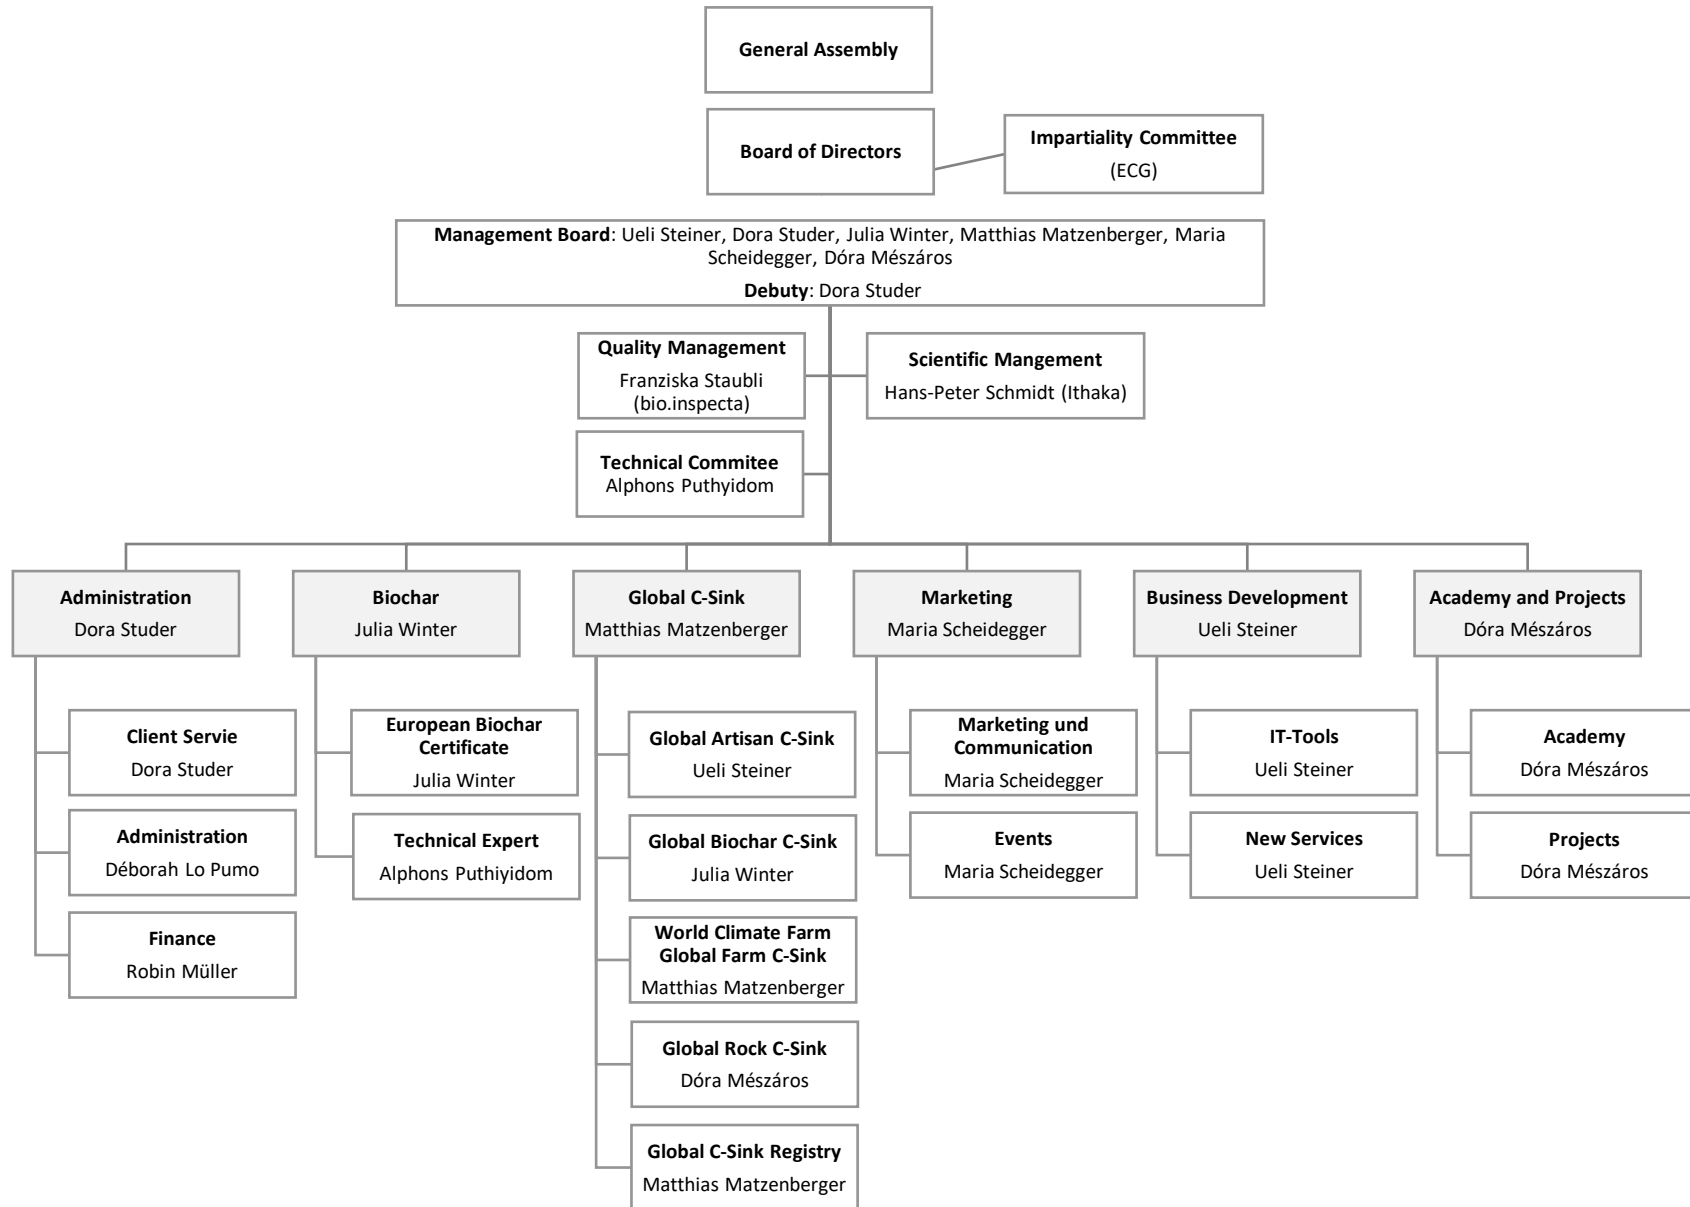 General Assembly
Board of Directors
Impartiality Committee
(ECG)
Management Board: Ueli Steiner, Dora Studer, Julia Winter, Matthias Matzenberger, Maria
Scheidegger, Dóra Mészáros
Debuty: Dora Studer
Quality Management
Franziska Staubli
(bio.inspecta)
Scientific Mangement
Hans-Peter Schmidt (Ithaka)
Technical Commitee
Alphons Puthyidom
Administration
Dora Studer
Biochar
Julia Winter
Global C-Sink
Matthias Matzenberger
Marketing
Maria Scheidegger
Business Development
Ueli Steiner
Academy and Projects
Dóra Mészáros
Client Servie
Dora Studer
Administration
Déborah Lo Pumo
Finance
Robin Müller
European Biochar
Certificate
Julia Winter
Technical Expert
Alphons Puthiyidom
Global Artisan C-Sink
Ueli Steiner
Global Biochar C-Sink
Julia Winter
World Climate Farm
Global Farm C-Sink
Matthias Matzenberger
Global Rock C-Sink
Dóra Mészáros
Global C-Sink Registry
Matthias Matzenberger
Marketing und
Communication
Maria Scheidegger
Events
Maria Scheidegger
IT-Tools
Ueli Steiner
New Services
Ueli Steiner
Academy
Dóra Mészáros
Projects
Dóra Mészáros